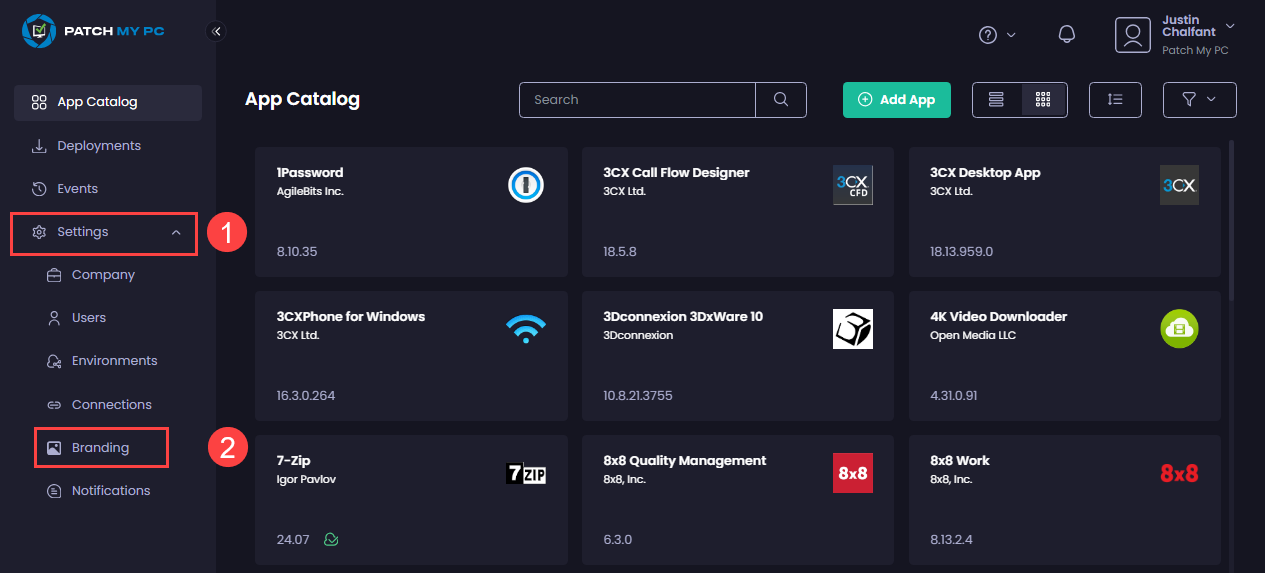 PATCH MY PC
Justin
Chalfant
Patch My PC
App Catalog
Deployments
Events
Settings
1
Company
Users
Environments
Connections
Branding
2
Notifications
App Catalog
Search
Add App
1Password
AgileBits Inc.
8.10.35
3CX Call Flow Designer
3CX Ltd.
3CX
CFD
18.5.8
3CX Desktop App
3CX Ltd.
3CX
18.13.959.0
3CXPhone for Windows
3CX Ltd.
16.3.0.264
3Dconnexion 3DxWare 10
3Dconnexion
10.8.21.3755
4K Video Downloader
Open Media LLC
4.31.0.91
7-Zip
Igor Pavlov
7ZIP
24.07
8x8 Quality Management
8x8, Inc.
8x8
6.3.0
8x8 Work
8x8, Inc.
8x8
8.13.2.4